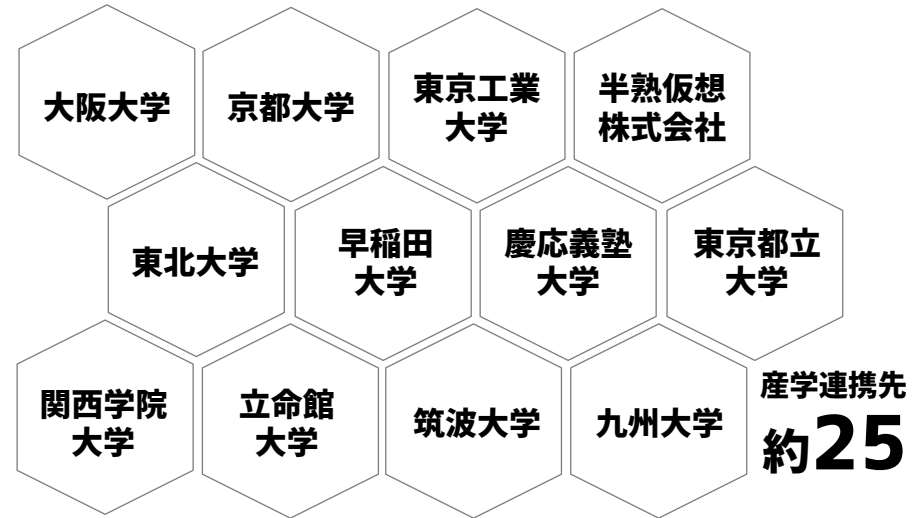 大阪大学
京都大学
東京工業
大学
半熟仮想
株式会社
東北大学
早稲田
大学
慶応義塾
大学
東京都立
大学
関西学院
大学
立命館
大学
筑波大学
九州大学
産学連携先
約25